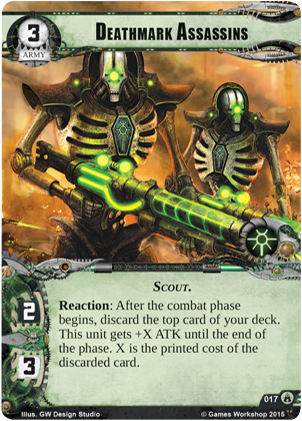 3
ARMY
DEATHMARK ASSASSINS
SCOUT.
2
3
Reaction: After the combat phase
begins, discard the top card of your deck.
This unit gets +X ATK until the end of
the phase. X is the printed cost of the
discarded card.
017
Illus. GW Design Studio
© Games Workshop 2015